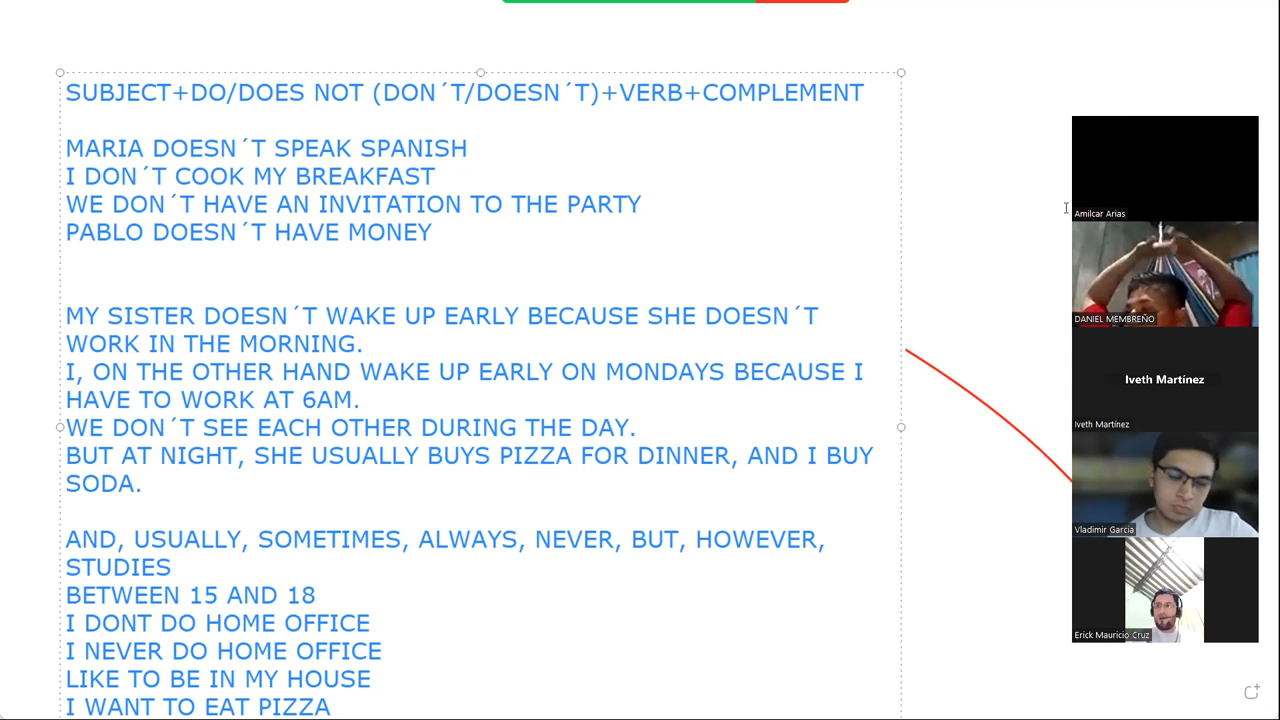 SUBJECT+DO/DOES NOT (DON´T/DOESN´T)+VERB+COMPLEMENT
MARIA DOESN´T SPEAK SPANISH
I DON´T COOK MY BREAKFAST
WE DON´T HAVE AN INVITATION TO THE PARTY
PABLO DOESN´T HAVE MONEY
MY SISTER DOESN´T WAKE UP EARLY BECAUSE SHE DOESN´T
WORK IN THE MORNING.
I, ON THE OTHER HAND WAKE UP EARLY ON MONDAYS BECAUSE I
HAVE TO WORK AT 6AM.
WE DON´T SEE EACH OTHER DURING THE DAY.
BUT AT NIGHT, SHE USUALLY BUYS PIZZA FOR DINNER, AND I BUY
SODA.
AND, USUALLY, SOMETIMES, ALWAYS, NEVER, BUT, HOWEVER,
STUDIES
BETWEEN 15 AND 18
I DONT DO HOME OFFICE
I NEVER DO HOME OFFICE
LIKE TO BE IN MY HOUSE
I WANT TO EAT PIZZA
Amilcar Arias
DANIEL MEMBREÑO
Iveth Martínez
Iveth Martínez
Vladimir Garcia
Erick Mauricio Cruz